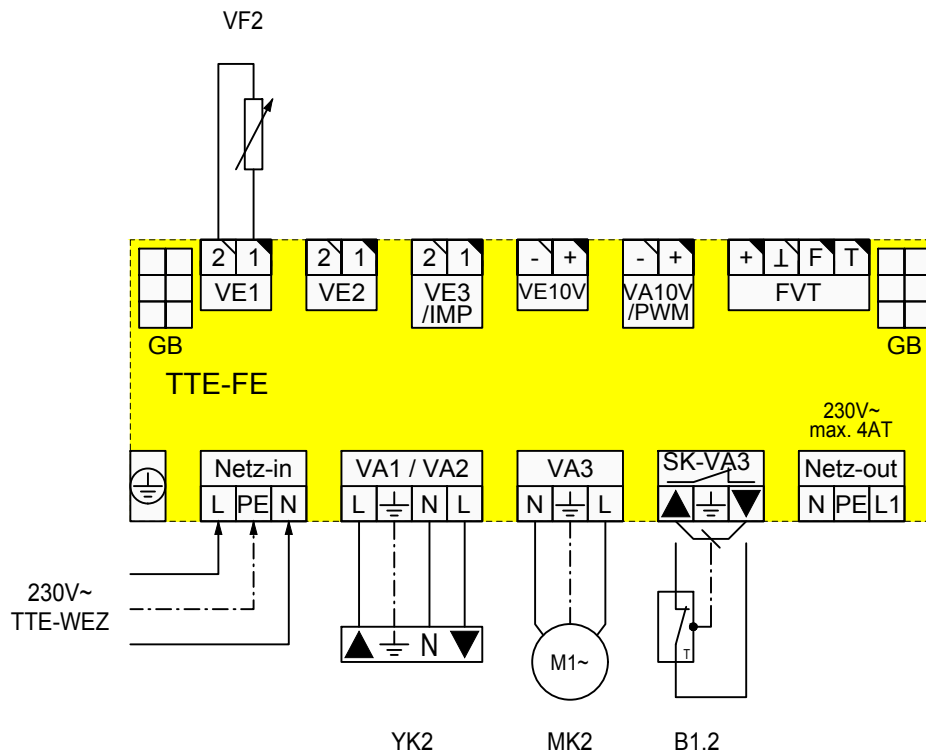 VF2
2 1 2 1 2 1 - + - + + ⊥ F T
VE1 VE2 VE3 /IMP VE10V VA10V /PWM FVT
GB GB
TTE-FE
230V~
max. 4AT
Netz-in VA1 / VA2 VA3 SK-VA3 Netz-out
L PE N L N L N L N PE L1
230V~
TTE-WEZ
N
M1~
T
YK2 MK2 B1.2